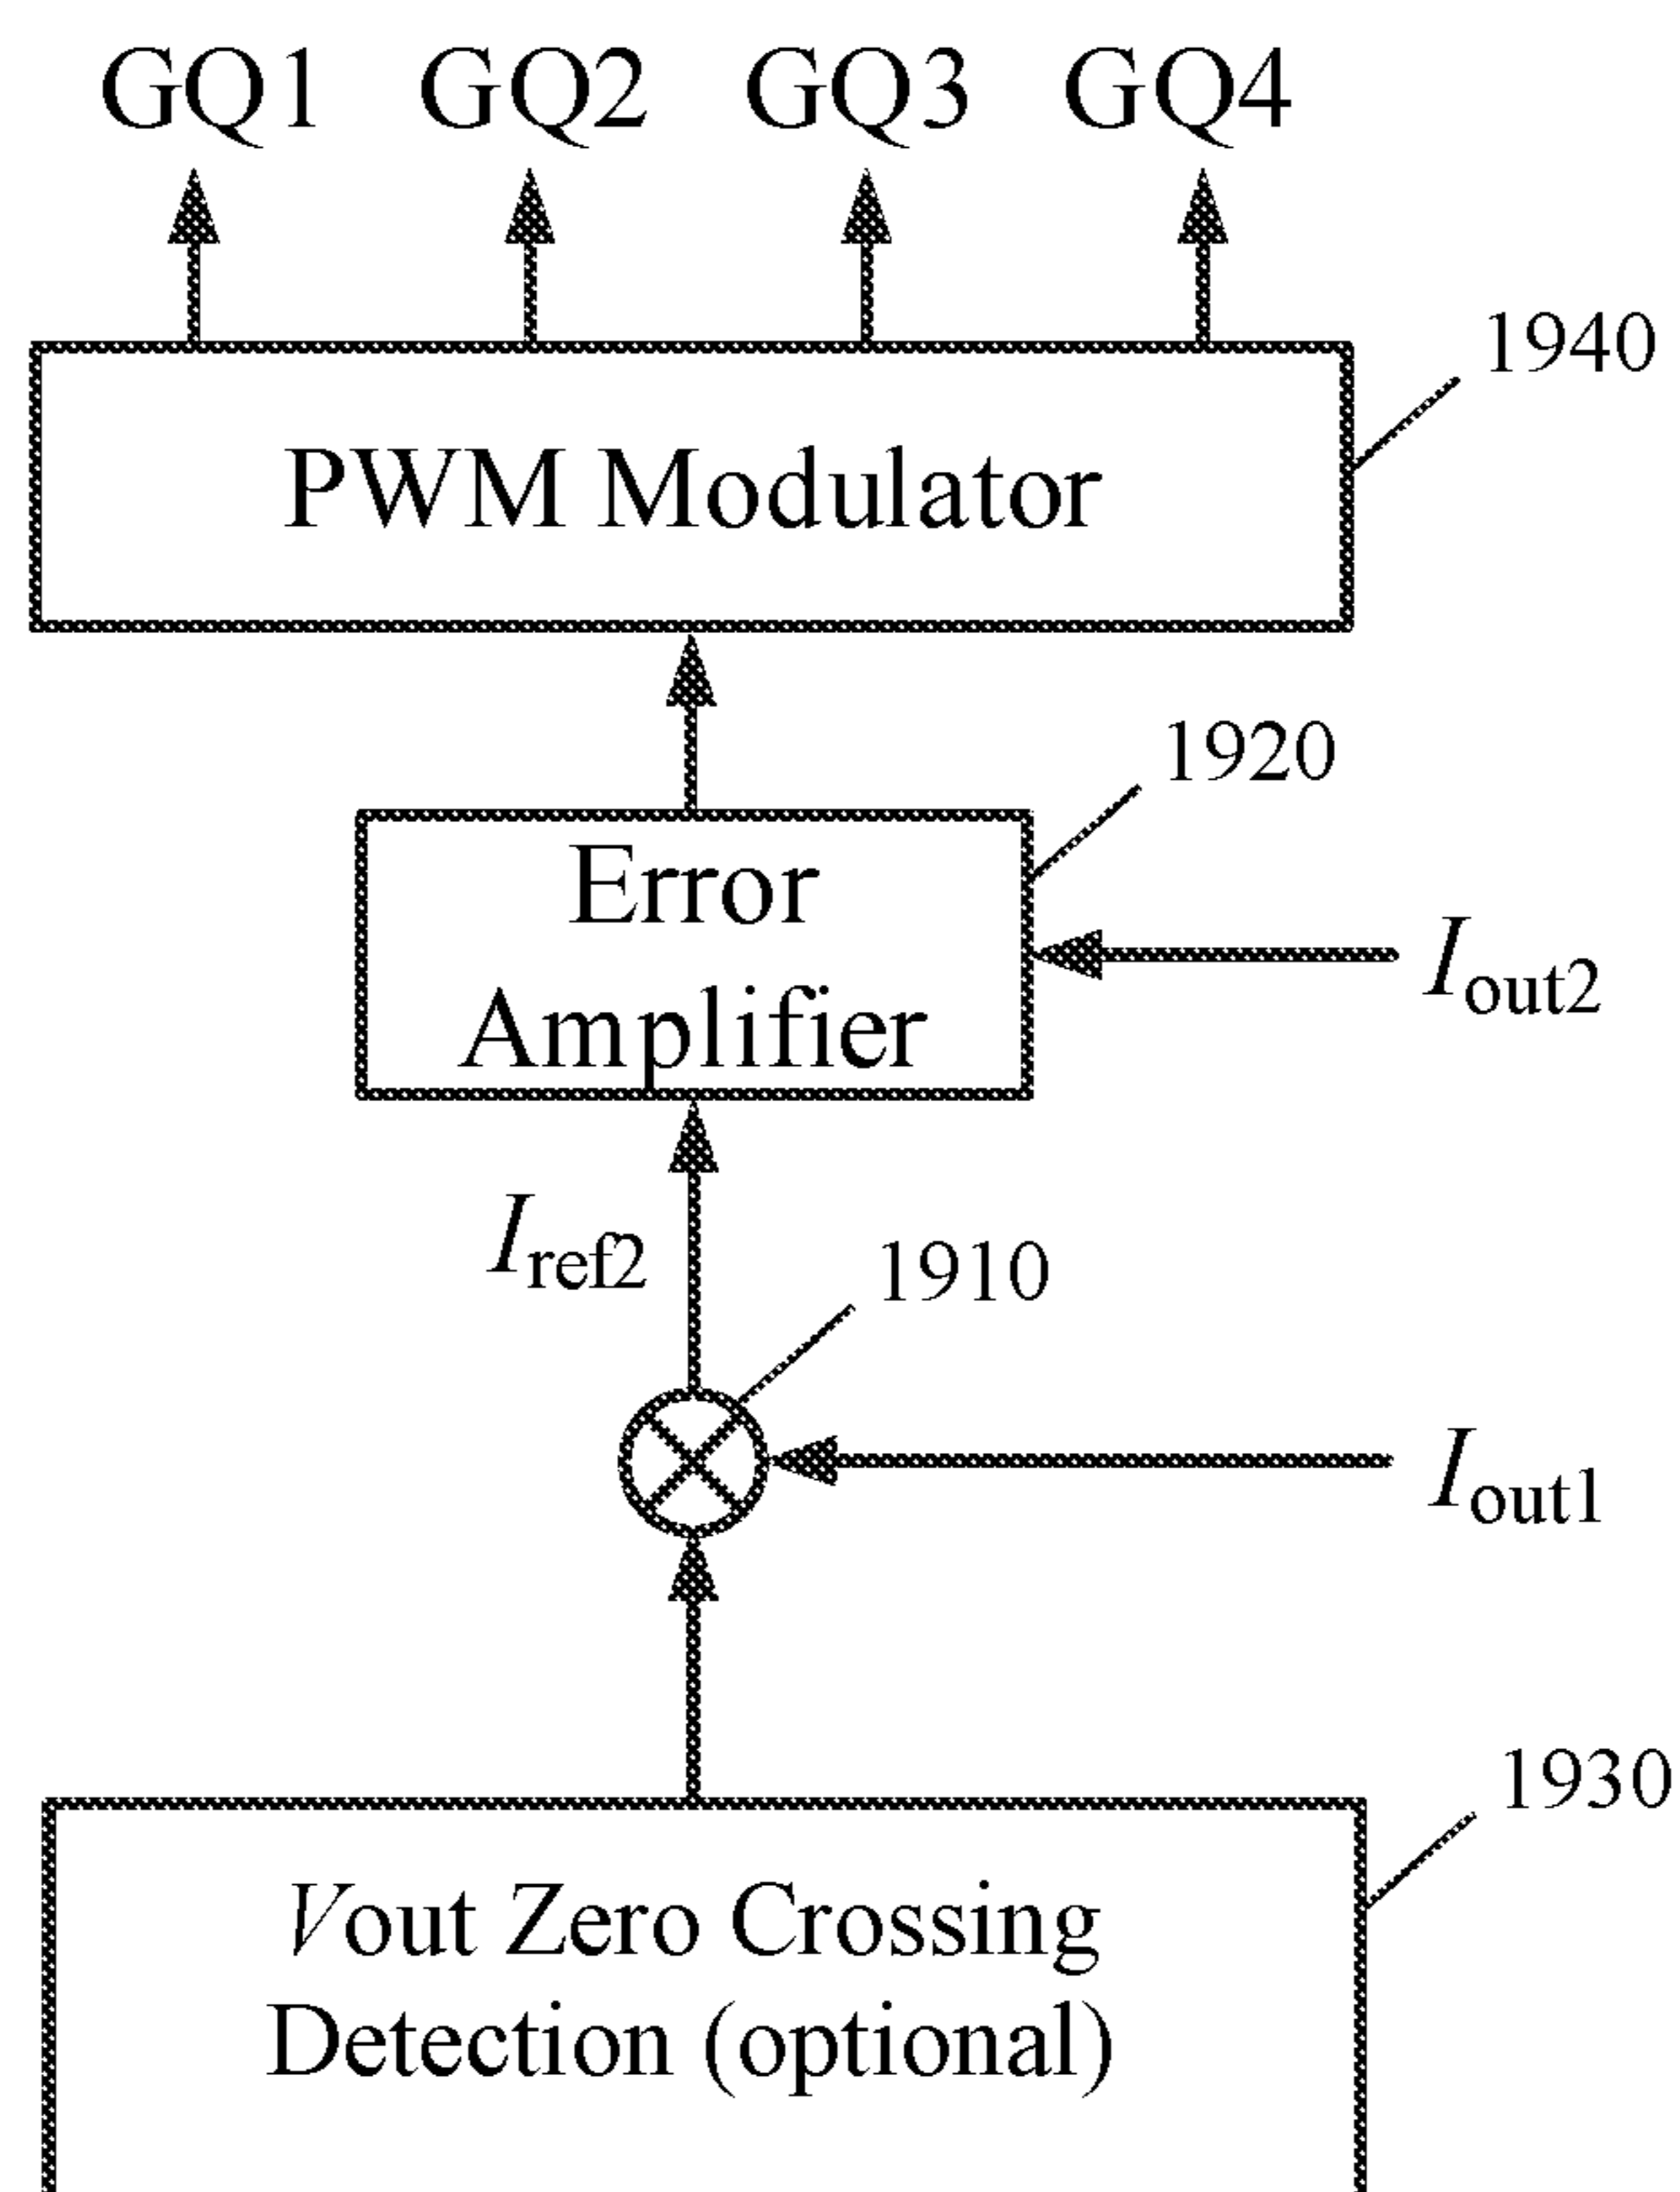 GQ1 GQ2 GQ3 GQ4
1940
PWM Modulator
1920
Error
Amplifier
Iout2
Iref2
1910
Iout1
1930
Vout Zero Crossing
Detection (optional)